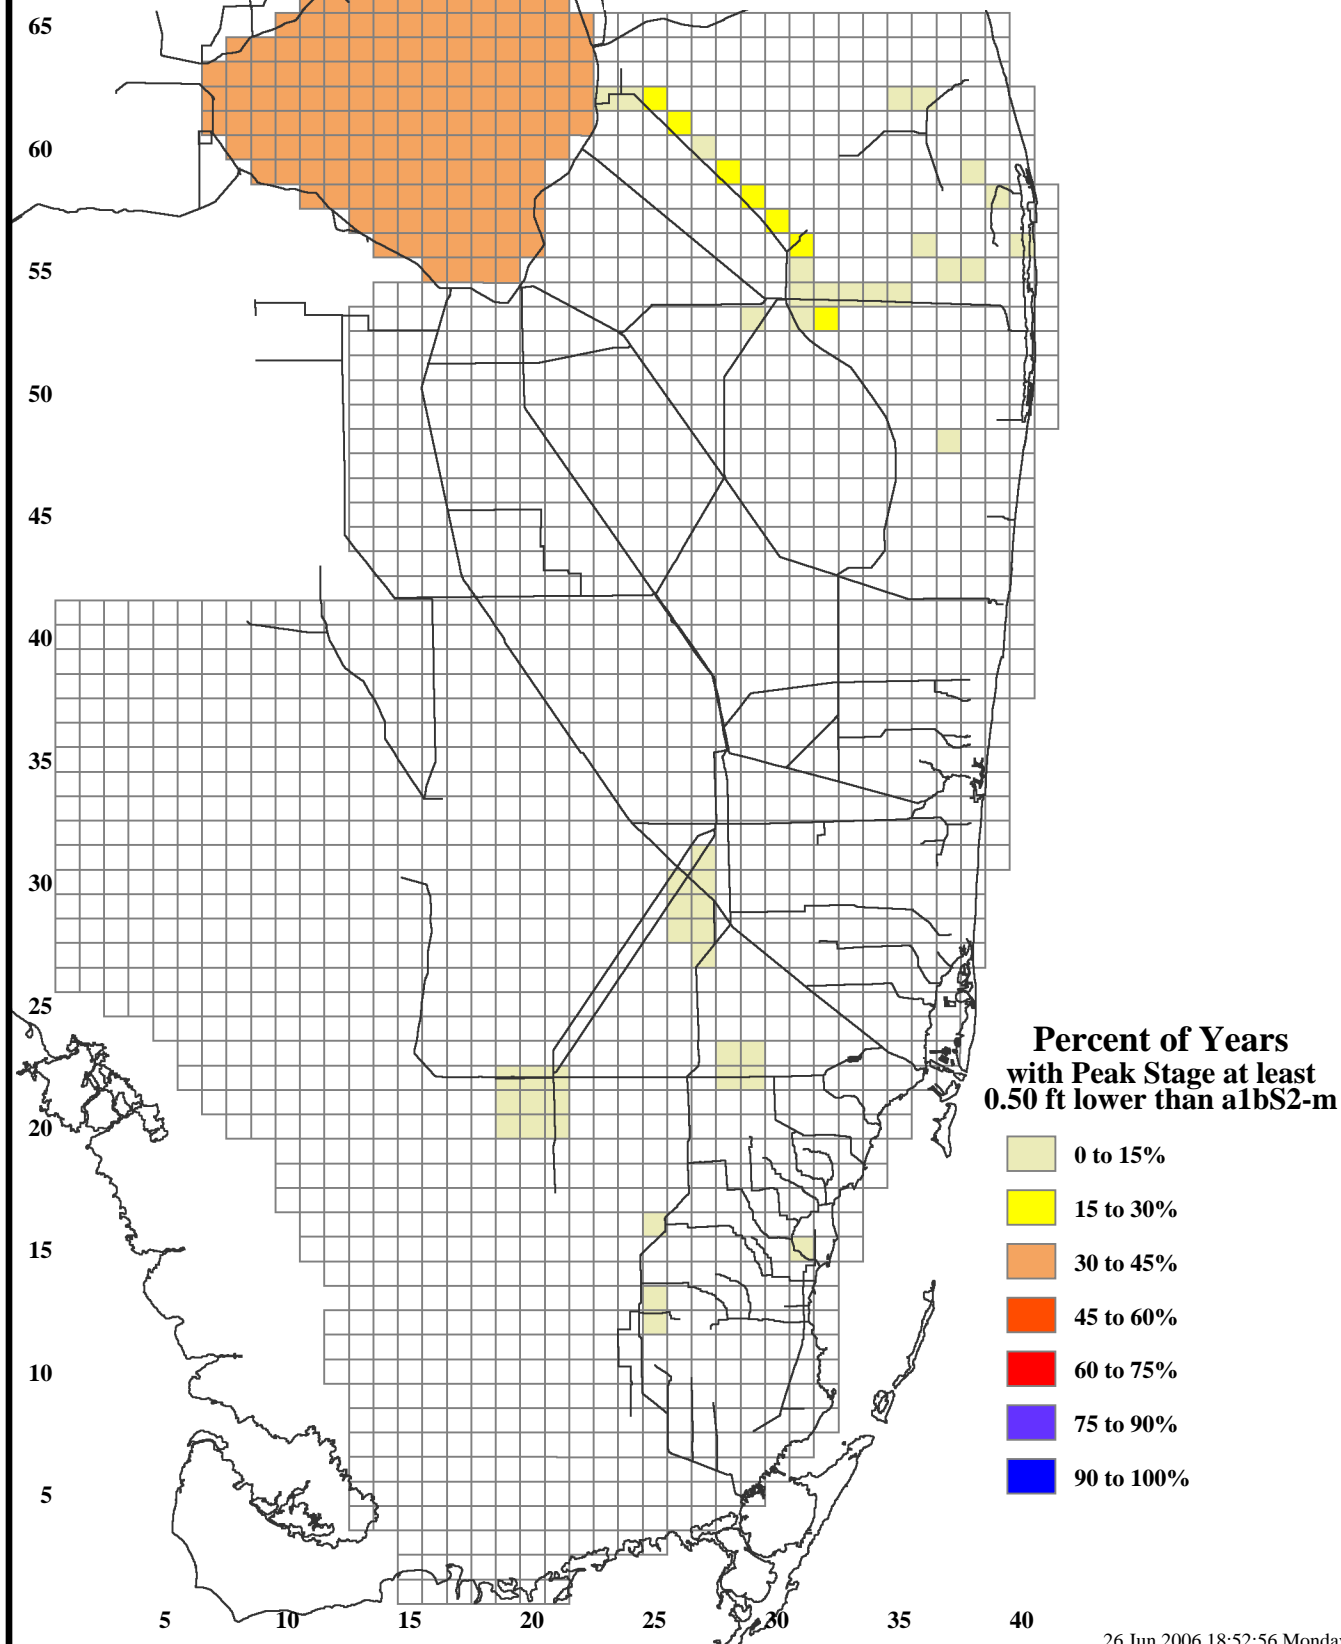 65
60
55
50
45
40
35
30
25
20
15
10
5
Percent of Years
with Peak Stage at least
0.50 ft lower than a1bS2-m
0 to 15%
15 to 30%
30 to 45%
45 to 60%
60 to 75%
75 to 90%
90 to 100%
5 10 15 20 25 30 35 40
26 Jun 2006 18:52:56 Monday